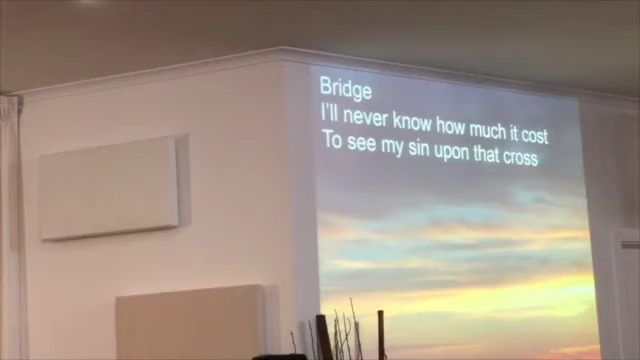 Bridge
I'll never know how much it cost
To see my sin upon that cross